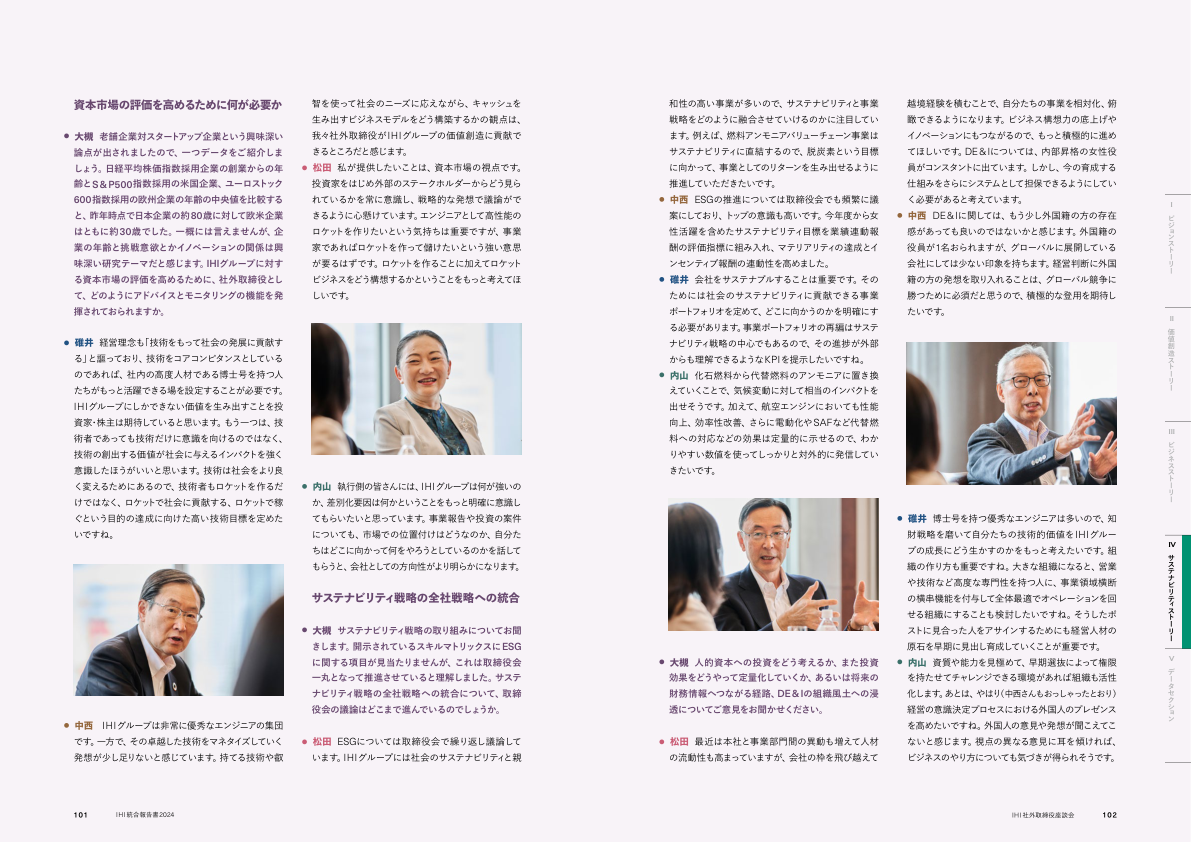 資本市場の評価を高めるために何が必要か
● 大槻 老舗企業対スタートアップ企業という興味深い
論点が出されましたので、一つデータをご紹介しま
しょう。日経平均株価指数採用企業の創業からの年
齢とS&P500指数採用の米国企業、ユーロストック
600指数採用の欧州企業の年齢の中央値を比較する
と、昨年時点で日本企業の約80歳に対して欧米企業
はともに約30歳でした。一概には言えませんが、企
業の年齢と挑戦意欲とかイノベーションの関係は興
味深い研究テーマだと感じます。IHIグループに対す
る資本市場の評価を高めるために、社外取締役とし
て、どのようにアドバイスとモニタリングの機能を発
揮されておられますか。
● 碓井 経営理念も「技術をもって社会の発展に貢献す
る」と謳っており、技術をコアコンピタンスとしている
のであれば、社内の高度人材である博士号を持つ人
たちがもっと活躍できる場を設定することが必要です。
IHIグループにしかできない価値を生み出すことを投
資家・株主は期待していると思います。もう一つは、技
術者であっても技術だけに意識を向けるのではなく、
技術の創出する価値が社会に与えるインパクトを強く
意識したほうがいいと思います。技術は社会をより良
く変えるためにあるので、技術者もロケットを作るだ
けではなく、ロケットで社会に貢献する、ロケットで稼
ぐという目的の達成に向けた高い技術目標を定めた
いですね。
● 中西 IHIグループは非常に優秀なエンジニアの集団
です。一方で、その卓越した技術をマネタイズしていく
発想が少し足りないと感じています。持てる技術や叡
智を使って社会のニーズに応えながら、キャッシュを
生み出すビジネスモデルをどう構築するかの観点は、
我々社外取締役がIHIグループの価値創造に貢献で
きるところだと感じます。
● 松田 私が提供したいことは、資本市場の視点です。
投資家をはじめ外部のステークホルダーからどう見ら
れているかを常に意識し、戦略的な発想で議論がで
きるように心懸けています。エンジニアとして高性能の
ロケットを作りたいという気持ちは重要ですが、事業
家であればロケットを作って儲けたいという強い意思
が要るはずです。ロケットを作ることに加えてロケット
ビジネスをどう構想するかということをもっと考えてほ
しいです。
● 内山 執行側の皆さんには、IHIグループは何が強いの
か、差別化要因は何かということをもっと明確に意識し
てもらいたいと思っています。事業報告や投資の案件
についても、市場での位置付けはどうなのか、自分た
ちはどこに向かって何をやろうとしているのかを話して
もらうと、会社としての方向性がより明らかになります。
サステナビリティ戦略の全社戦略への統合
● 大槻 サステナビリティ戦略の取り組みについてお聞
きします。開示されているスキルマトリックスにESG
に関する項目が見当たりませんが、これは取締役会
一丸となって推進させていると理解しました。サステ
ナビリティ戦略の全社戦略への統合について、取締
役会の議論はどこまで進んでいるのでしょうか。
● 松田 ESGについては取締役会で繰り返し議論して
います。IHIグループには社会のサステナビリティと親
和性の高い事業が多いので、サステナビリティと事業
戦略をどのように融合させていけるのかに注目してい
ます。例えば、燃料アンモニアバリューチェーン事業は
サステナビリティに直結するので、脱炭素という目標
に向かって、事業としてのリターンを生み出せるように
推進していただきたいです。
● 中西 ESGの推進については取締役会でも頻繁に議
案にしており、トップの意識も高いです。今年度から女
性活躍を含めたサステナビリティ目標を業績連動報
酬の評価指標に組み入れ、マテリアリティの達成とイ
ンセンティブ報酬の連動性を高めました。
● 碓井 会社をサステナブルすることは重要です。その
ためには社会のサステナビリティに貢献できる事業
ポートフォリオを定めて、どこに向かうのかを明確にす
る必要があります。事業ポートフォリオの再編はサステ
ナビリティ戦略の中心でもあるので、その進捗が外部
からも理解できるようなKPIを提示したいですね。
● 内山 化石燃料から代替燃料のアンモニアに置き換
えていくことで、気候変動に対して相当のインパクトを
出せそうです。加えて、航空エンジンにおいても性能
向上、効率性改善、さらに電動化やSAFなど代替燃
料への対応などの効果は定量的に示せるので、わか
りやすい数値を使ってしっかりと対外的に発信してい
きたいです。
● 大槻 人的資本への投資をどう考えるか、また投資
効果をどうやって定量化していくか、あるいは将来の
財務情報へつながる経路、DE&Iの組織風土への浸
透についてご意見をお聞かせください。
● 松田 最近は本社と事業部門間の異動も増えて人材
の流動性も高まっていますが、会社の枠を飛び越えて
越境経験を積むことで、自分たちの事業を相対化、俯
瞰できるようになります。ビジネス構想力の底上げや
イノベーションにもつながるので、もっと積極的に進め
てほしいです。DE&Iについては、内部昇格の女性役
員がコンスタントに出ています。しかし、今の育成する
仕組みをさらにシステムとして担保できるようにしてい
く必要があると考えています。
● 中西 DE&Iに関しては、もう少し外国籍の方の存在
感があっても良いのではないかと感じます。外国籍の
役員が1名おられますが、グローバルに展開している
会社にしては少ない印象を持ちます。経営判断に外国
籍の方の発想を取り入れることは、グローバル競争に
勝つために必須だと思うので、積極的な登用を期待し
たいです。
● 碓井 博士号を持つ優秀なエンジニアは多いので、知
財戦略を磨いて自分たちの技術的価値をIHIグルー
プの成長にどう生かすのかをもっと考えたいです。組
織の作り方も重要ですね。大きな組織になると、営業
や技術など高度な専門性を持つ人に、事業領域横断
の横串機能を付与して全体最適でオペレーションを回
せる組織にすることも検討したいですね。そうしたポ
ストに見合った人をアサインするためにも経営人材の
原石を早期に見出し育成していくことが重要です。
● 内山 資質や能力を見極めて、早期選抜によって権限
を持たせてチャレンジできる環境があれば組織も活性
化します。あとは、やはり(中西さんもおっしゃったとおり)
経営の意識決定プロセスにおける外国人のプレゼンス
を高めたいですね。外国人の意見や発想が聞こえてこ
ないと感じます。視点の異なる意見に耳を傾ければ、
ビジネスのやり方についても気づきが得られそうです。
Ⅰ ビジョンストーリー
Ⅱ 価値創造ストーリー
Ⅲ ビジネスストーリー
Ⅳ サステナビリティストーリー
Ⅴ データセクション
101 IHI統合報告書2024
IHI社外取締役座談会 102